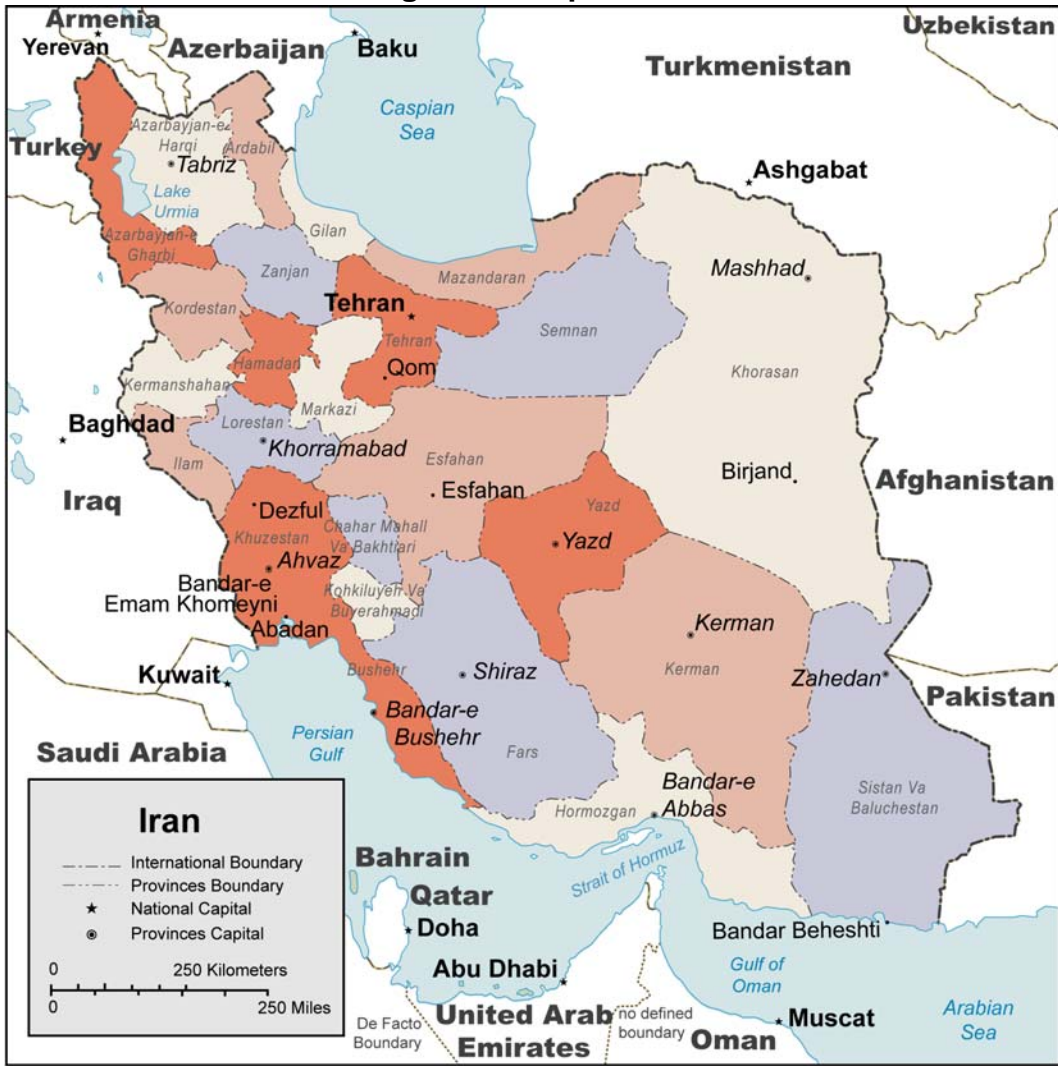 Armenia
Yerevan
Azerbaijan
Baku
Uzbekistan
Turkmenistan
Caspian
Sea
Turkey
Azarbayjan-e
Harqi
Tabriz
Ardabil
Ashgabat
Lake
Urmia
Gilan
Azarbayjan-e
Gharbi
Zanjan
Mazandaran
Mashhad
Kordestan
Tehran
Semnan
Tehran
Hamadan
Qom
Khorasan
Kermanshahan
Markazi
Baghdad
Lorestan
Khorramabad
Ilam
Esfahan
Esfahan
Birjand
Afghanistan
Iraq
Dezful
Yazd
Khuzestan
Chahar Mahall
Va Bakhtiari
Yazd
Ahvaz
Bandar-e
Emam Khomeyni
Kohkiluyeh Va
Buyerahmadi
Abadan
Kerman
Kerman
Kuwait
Bushehr
Shiraz
Zahedan
Pakistan
Bandar-e
Bushehr
Persian
Gulf
Saudi Arabia
Fars
Bandar-e
Abbas
Sistan Va
Baluchestan
Hormozgan
Iran
International Boundary
Provinces Boundary
National Capital
Provinces Capital
0 250 Kilometers
0 250 Miles
Bahrain
Strait of Hormuz
Qatar
Doha
Bandar Beheshti
Abu Dhabi
Gulf of
Oman
De Facto
Boundary
United Arab
Emirates
no defined
boundary
Oman
Muscat
Arabian
Sea